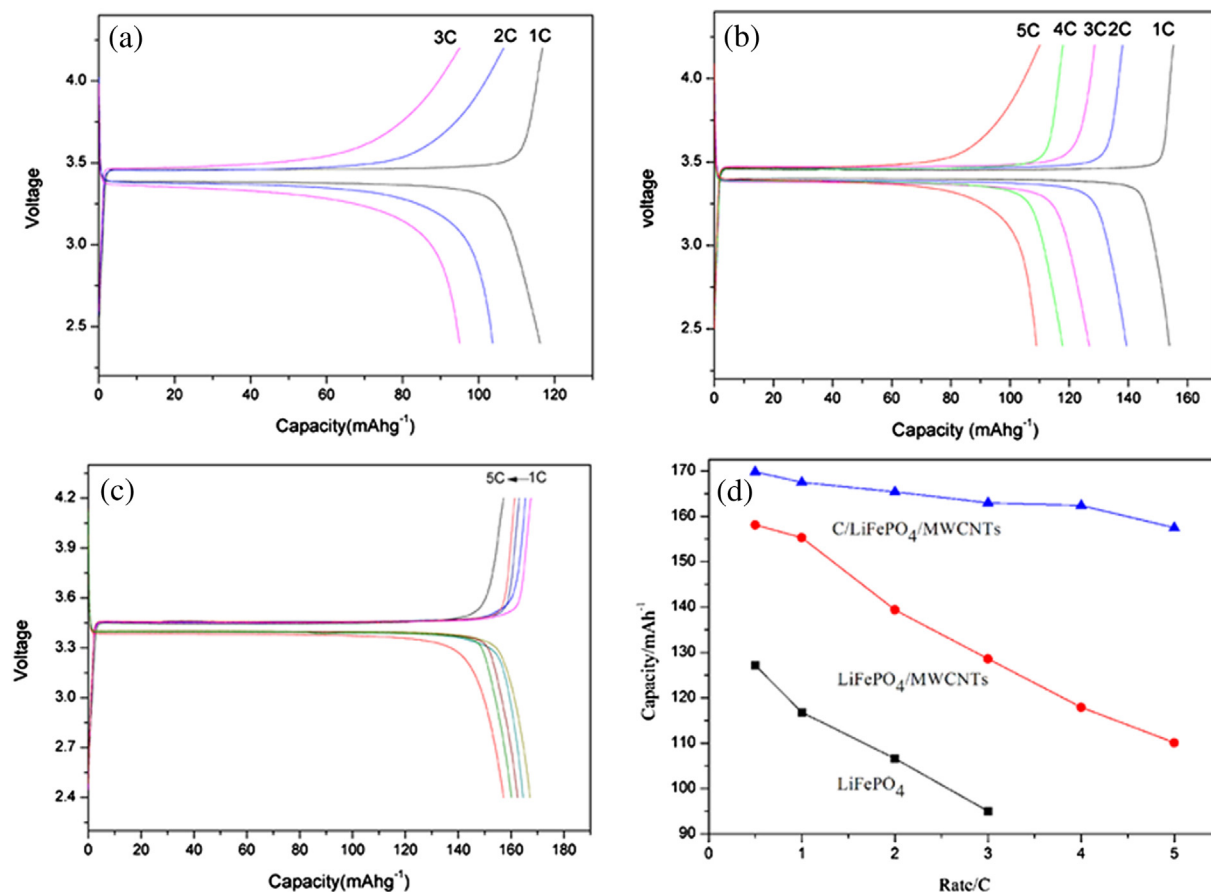 (a)
3C 2C 1C
4.0
3.5
3.0
2.5
Voltage
0 20 40 60 80 100 120
Capacity(mAhg⁻¹)
(b)
5C 4C 3C 2C 1C
4.0
3.5
3.0
2.5
voltage
0 20 40 60 80 100 120 140 160
Capacity (mAhg⁻¹)
(c)
5C 1C
4.2
3.9
3.6
3.3
3.0
2.7
2.4
Voltage
0 20 40 60 80 100 120 140 160 180
Capacity(mAhg⁻¹)
(d)
170
160
150
140
130
120
110
100
90
Capacity/mAh⁻¹
C/LiFePO₄/MWCNTs
LiFePO₄/MWCNTs
LiFePO₄
0 1 2 3 4 5
Rate/C